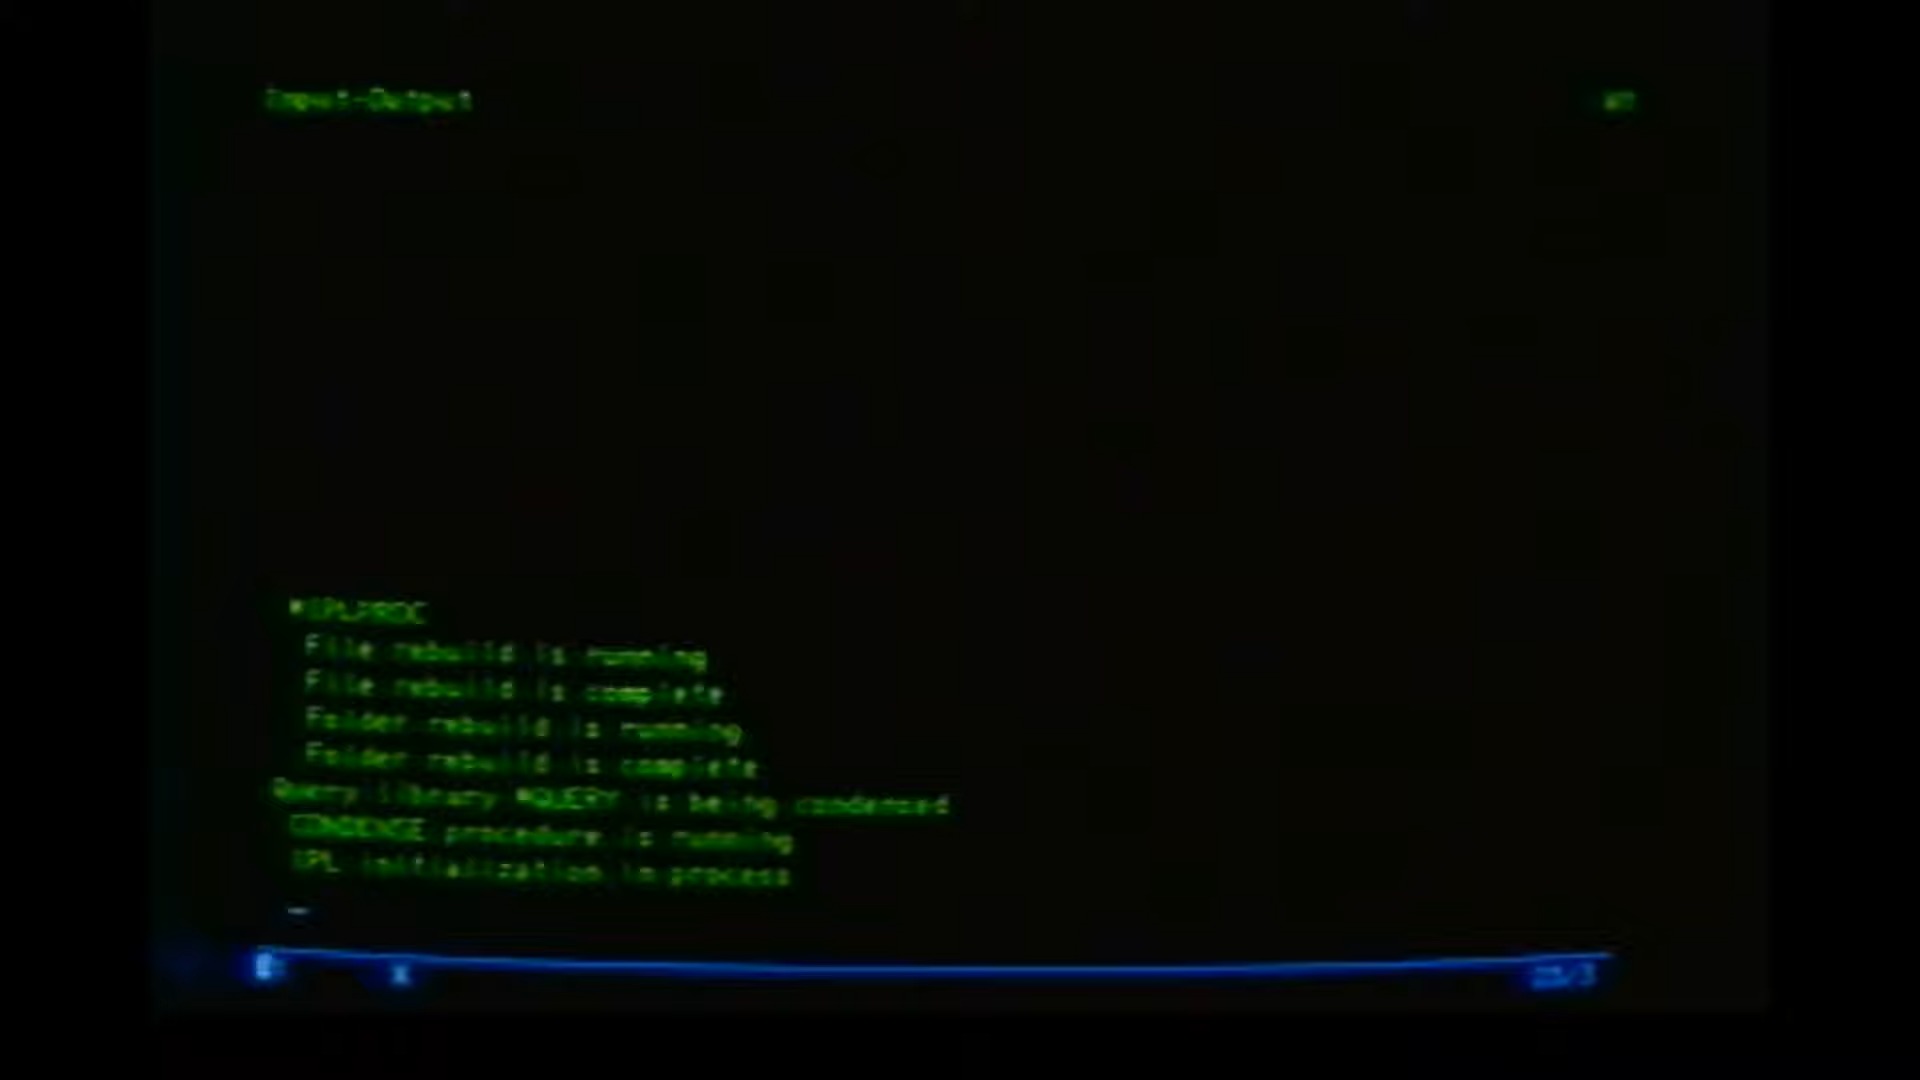 Input-Output
#IPLPROC
File rebuild is running
File rebuild is complete
Folder rebuild is running
Folder rebuild is complete
Query library #QUERY is being condensed
CONDENSE procedure is running
IPL initialization in process